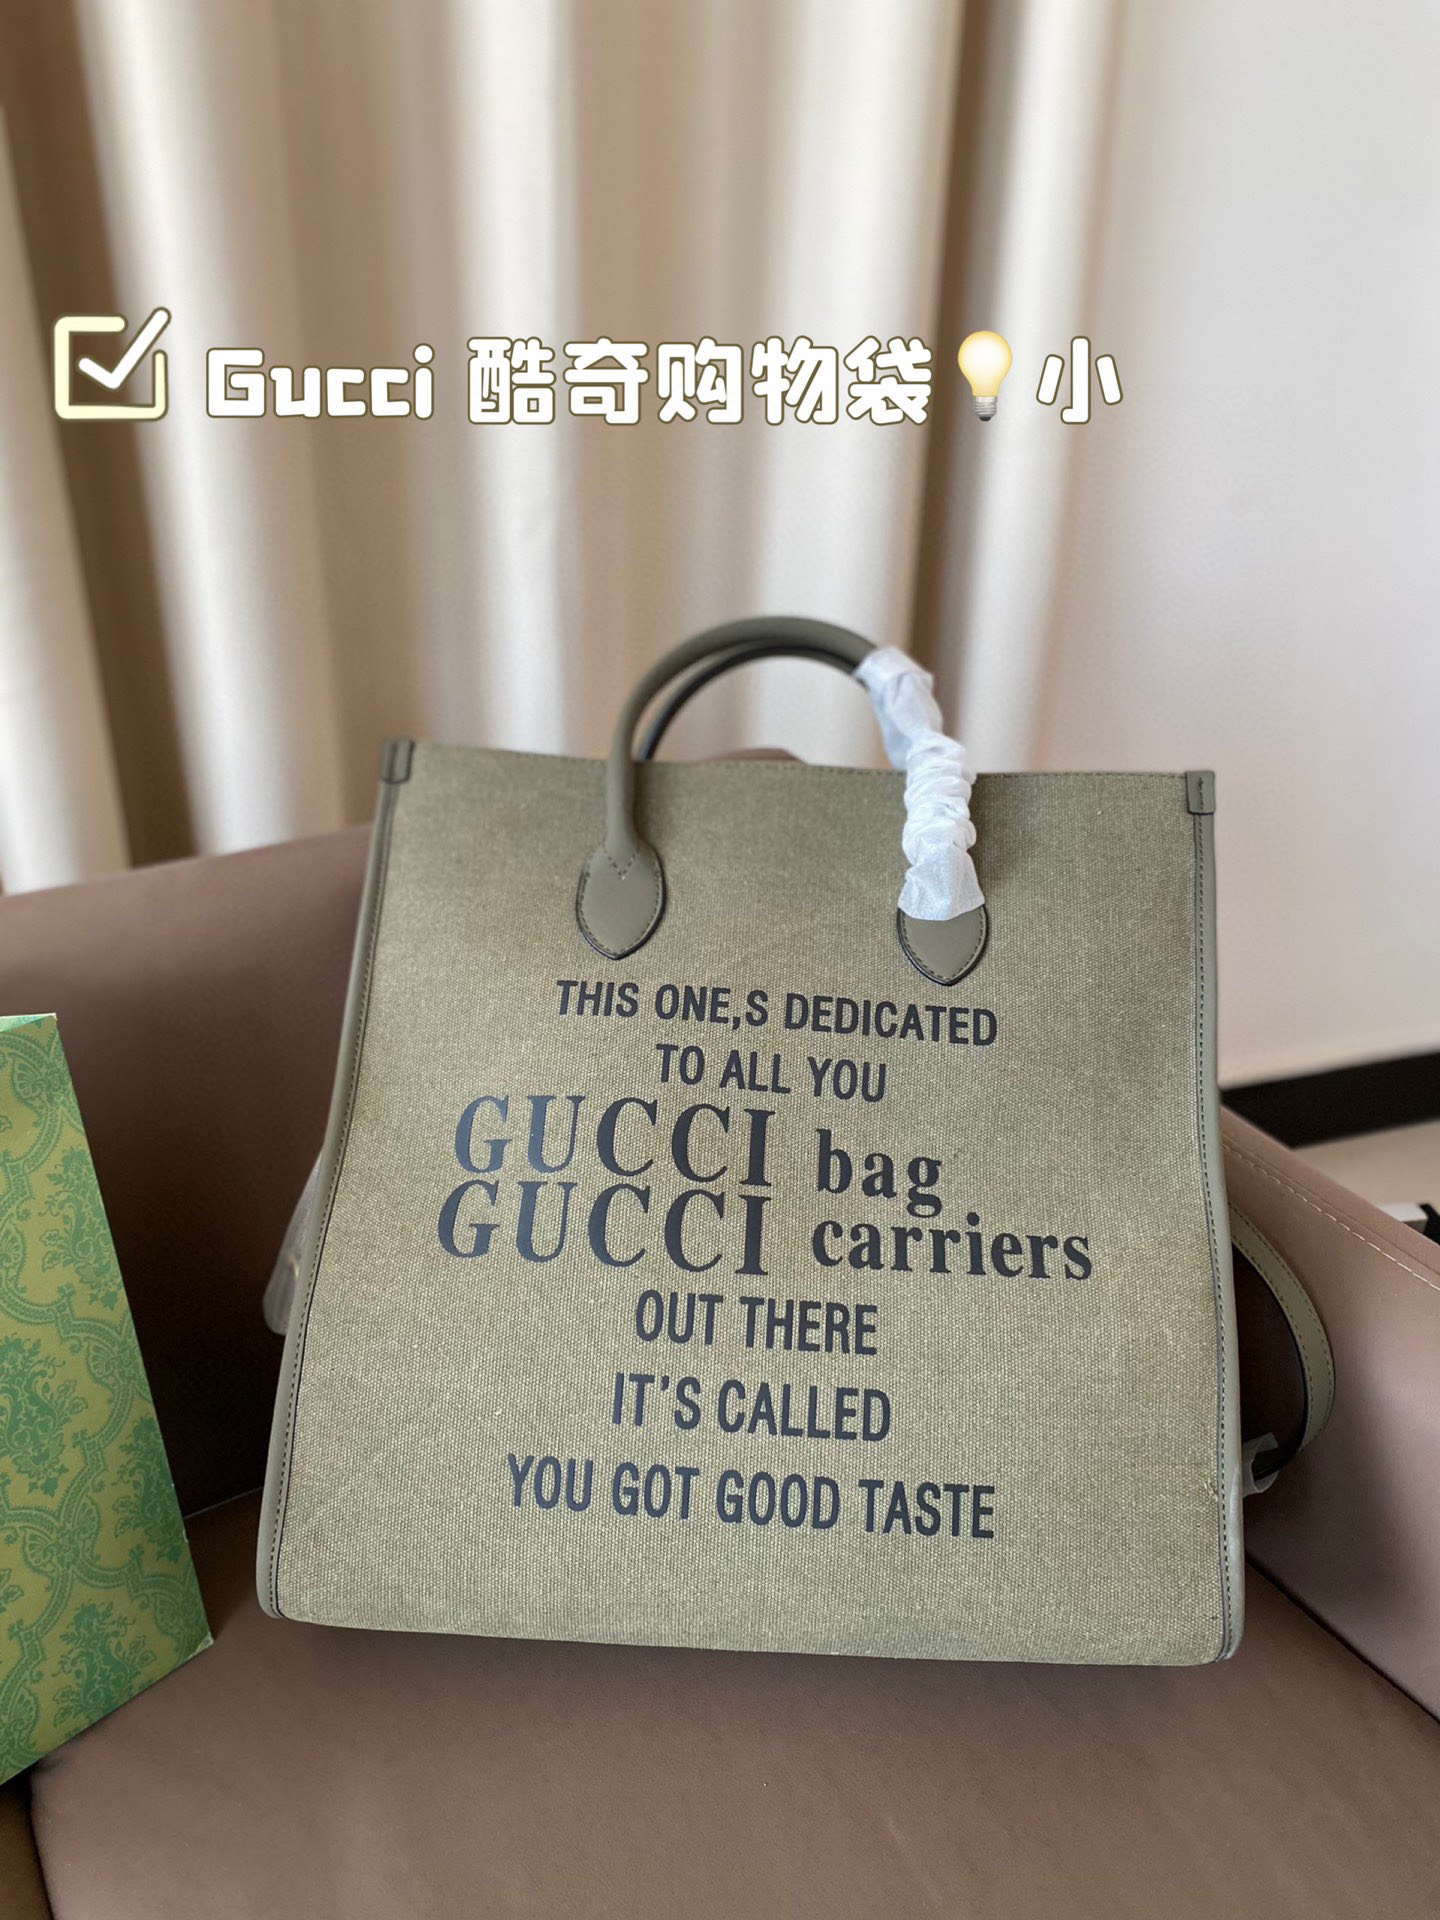 Gucci 酷奇购物袋💡小
THIS ONE,S DEDICATED
TO ALL YOU
GUCCI bag
GUCCI carriers
OUT THERE
IT'S CALLED
YOU GOT GOOD TASTE